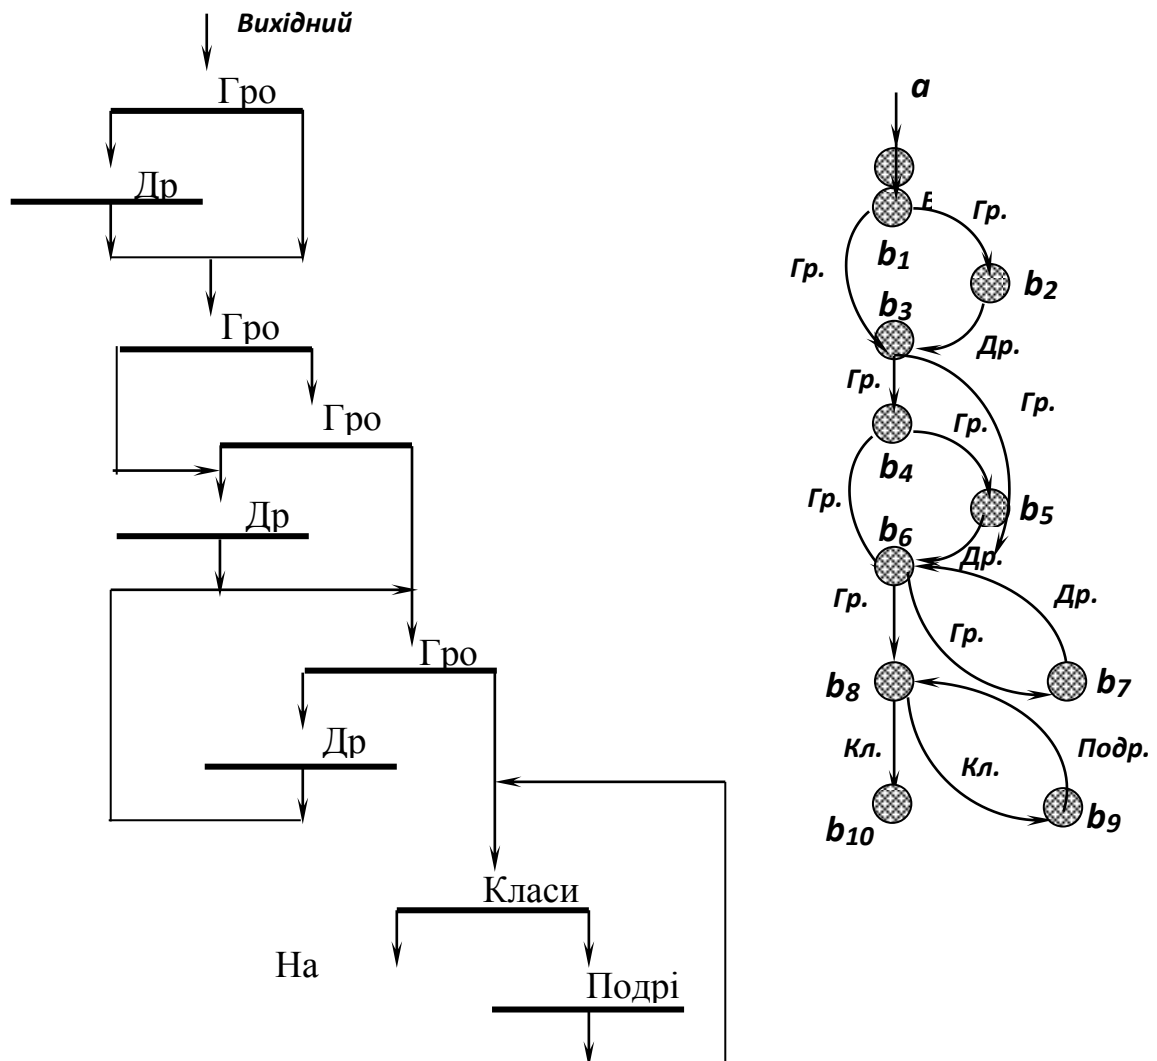 Вихідний
Гро
Др
Гро
Гро
Др
Гро
Др
Класи
На
Подрі
a
Гр.
b1
Гр.
b2
b3
Др.
Гр.
Гр.
Гр.
b4
Гр.
b5
b6
Др.
Гр.
Др.
Гр.
b8
b7
Кл.
Кл.
Подр.
b10
b9